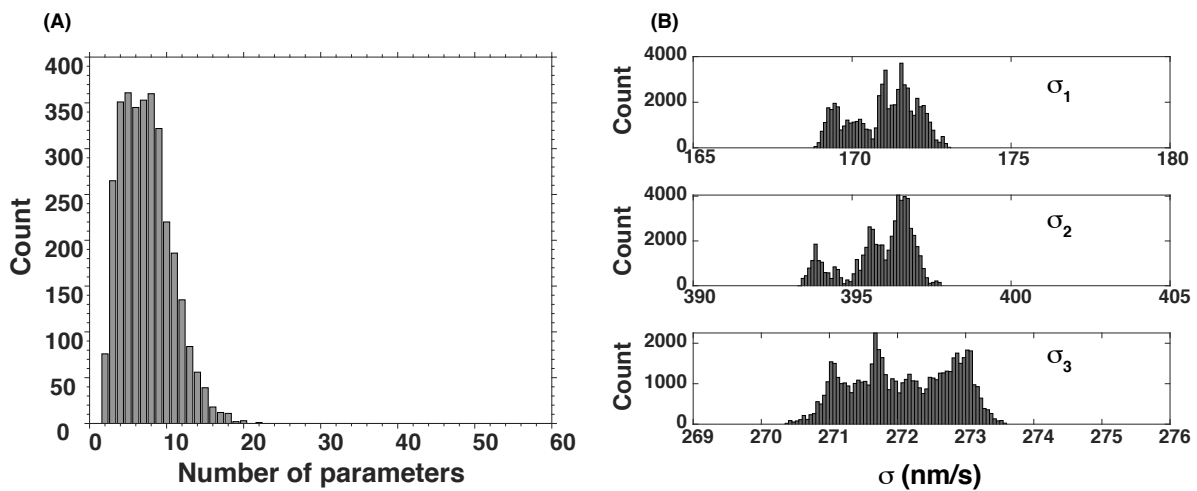 (A)
400
350
300
250
200
150
100
50
0
Count
0 10 20 30 40 50 60
Number of parameters
(B)
4000
2000
0
Count
σ1
165 170 175 180
4000
2000
0
Count
σ2
390 395 400 405
2000
1000
0
Count
σ3
269 270 271 272 273 274 275 276
σ (nm/s)